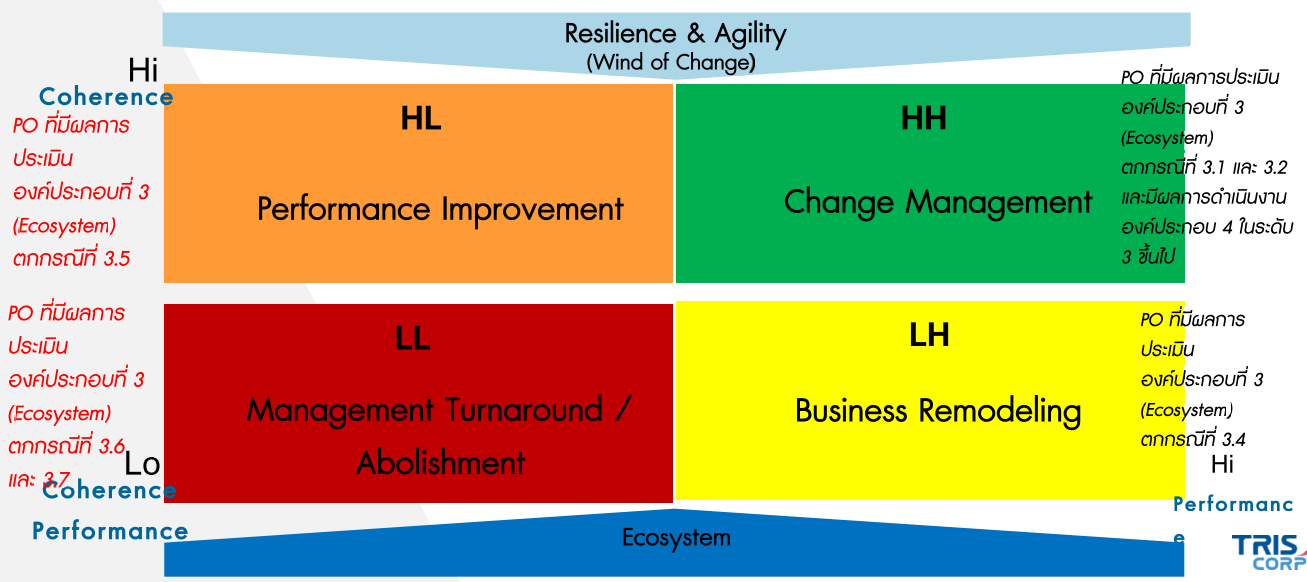 Resilience & Agility
(Wind of Change)
Hi
Coherence
PO ที่มีผลการ
ประเมิน
องค์ประกอบที่ 3
(Ecosystem)
ตกกรณีที่ 3.5
HL
Performance Improvement
HH
Change Management
PO ที่มีผลการประเมิน
องค์ประกอบที่ 3
(Ecosystem)
ตกกรณีที่ 3.1 และ 3.2
และมีผลการดำเนินงาน
องค์ประกอบ 4 ในระดับ
3 ขึ้นไป
PO ที่มีผลการ
ประเมิน
องค์ประกอบที่ 3
(Ecosystem)
ตกกรณีที่ 3.6
และ 3.7
LL
Management Turnaround /
Abolishment
LH
Business Remodeling
PO ที่มีผลการ
ประเมิน
องค์ประกอบที่ 3
(Ecosystem)
ตกกรณีที่ 3.4
Lo
Coherence
Performance
Hi
Performanc
e
Ecosystem
TRIS
CORP